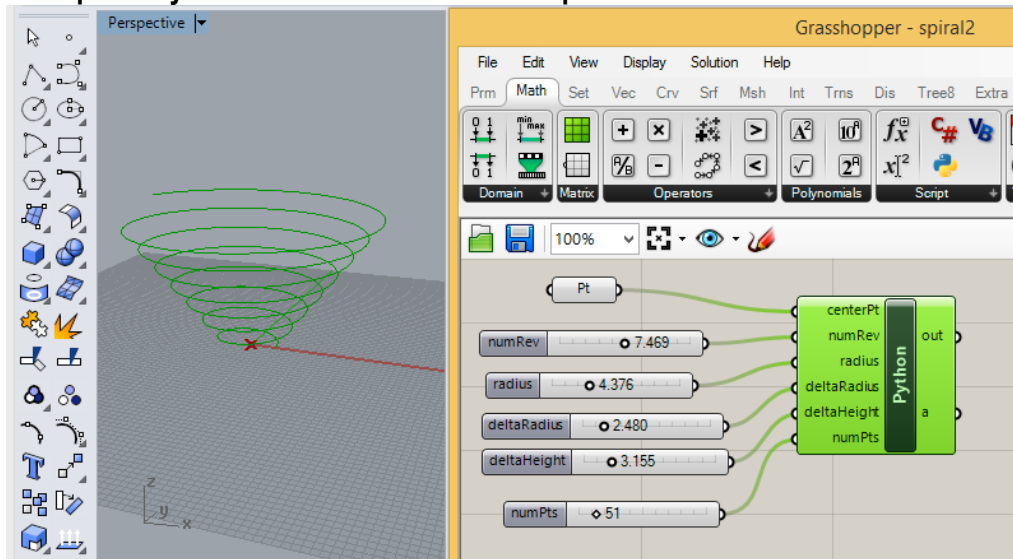 Perspective
Grasshopper - spiral2
File Edit View Display Solution Help
Prm Math Set Vec Crv Srf Msh Int Trns Dis Tree8 Extra
Domain Matrix Operators Polynomials Script
100%
Pt
numRev 7.469
radius 4.376
deltaRadius 2.480
deltaHeight 3.155
numPts 51
centerPt
numRev
radius
deltaRadius
deltaHeight
numPts
Python
out
a
z
y
x